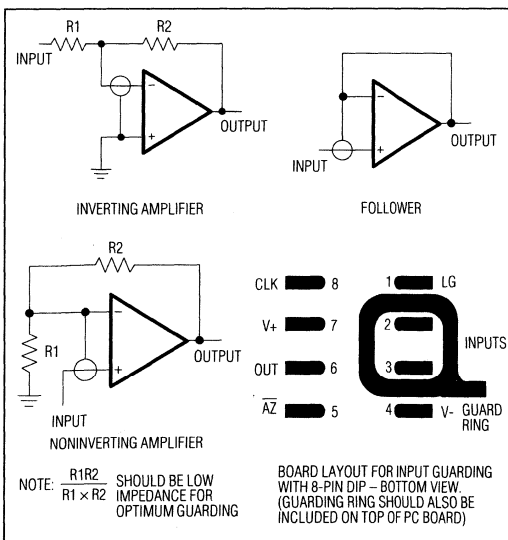 R1
R2
INPUT
−
+
OUTPUT
INVERTING AMPLIFIER
−
+
INPUT
OUTPUT
FOLLOWER
R2
R1
−
+
OUTPUT
INPUT
NONINVERTING AMPLIFIER
NOTE: R1R2 / R1 × R2 SHOULD BE LOW
IMPEDANCE FOR
OPTIMUM GUARDING
CLK 8 1 LG
V+ 7 2
INPUTS
OUT 6 3
AZ 5 4 V- GUARD
RING
BOARD LAYOUT FOR INPUT GUARDING
WITH 8-PIN DIP – BOTTOM VIEW.
(GUARDING RING SHOULD ALSO BE
INCLUDED ON TOP OF PC BOARD)